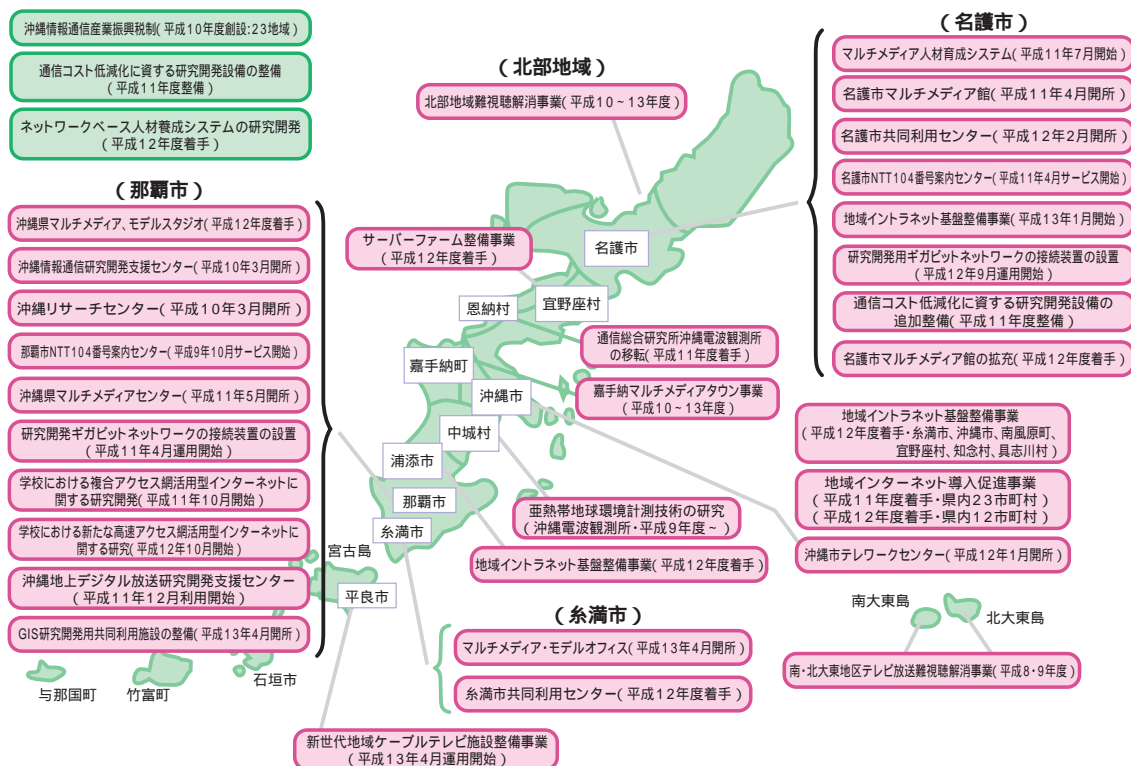 沖縄情報通信産業振興税制(平成10年度創設:23地域)
通信コスト低減化に資する研究開発設備の整備
(平成11年度整備)
ネットワークベース人材養成システムの研究開発
(平成12年度着手)
(那覇市)
沖縄県マルチメディア、モデルスタジオ(平成12年度着手)
沖縄情報通信研究開発支援センター(平成10年3月開所)
沖縄リサーチセンター(平成10年3月開所)
那覇市NTT104番号案内センター(平成9年10月サービス開始)
沖縄県マルチメディアセンター(平成11年5月開所)
研究開発ギガビットネットワークの接続装置の設置
(平成11年4月運用開始)
学校における複合アクセス網活用型インターネットに
関する研究開発(平成11年10月開始)
学校における新たな高速アクセス網活用型インターネットに
関する研究(平成12年10月開始)
沖縄地上デジタル放送研究開発支援センター
(平成11年12月利用開始)
GIS研究開発用共同利用施設の整備(平成13年4月開所)
(北部地域)
北部地域難視聴解消事業(平成10~13年度)
サーバーファーム整備事業
(平成12年度着手)
名護市
宜野座村
恩納村
嘉手納町
沖縄市
中城村
浦添市
那覇市
糸満市
宮古島
平良市
与那国町
竹富町
石垣市
通信総合研究所沖縄電波観測所
の移転(平成11年度着手)
嘉手納マルチメディアタウン事業
(平成10~13年度)
亜熱帯地球環境計測技術の研究
(沖縄電波観測所・平成9年度~)
地域イントラネット基盤整備事業(平成12年度着手)
(糸満市)
マルチメディア・モデルオフィス(平成13年4月開所)
糸満市共同利用センター(平成12年度着手)
新世代地域ケーブルテレビ施設整備事業
(平成13年4月運用開始)
(名護市)
マルチメディア人材育成システム(平成11年7月開始)
名護市マルチメディア館(平成11年4月開所)
名護市共同利用センター(平成12年2月開所)
名護市NTT104番号案内センター(平成11年4月サービス開始)
地域イントラネット基盤整備事業(平成13年1月開始)
研究開発用ギガビットネットワークの接続装置の設置
(平成12年9月運用開始)
通信コスト低減化に資する研究開発設備の
追加整備(平成11年度整備)
名護市マルチメディア館の拡充(平成12年度着手)
地域イントラネット基盤整備事業
(平成12年度着手・糸満市、沖縄市、南風原町、
宜野座村、知念村、具志川村)
地域インターネット導入促進事業
(平成11年度着手・県内23市町村)
(平成12年度着手・県内12市町村)
沖縄市テレワークセンター(平成12年1月開所)
南大東島
北大東島
南・北大東地区テレビ放送難視聴解消事業(平成8・9年度)